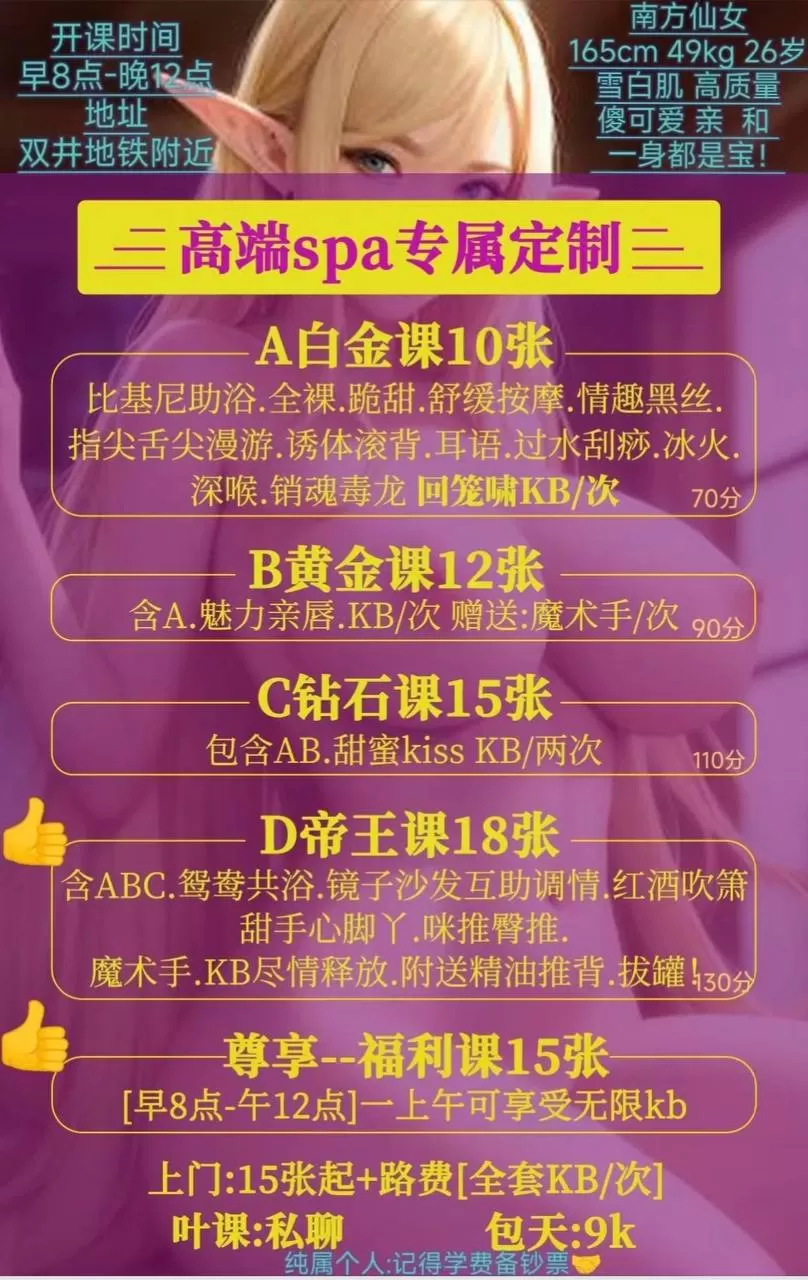 开课时间
早8点-晚12点
地址
双井地铁附近
南方仙女
165cm 49kg 26岁
雪白肌 高质量
傻可爱 亲 和
一身都是宝！
高端spa专属定制
A白金课10张
比基尼助浴.全裸.跪甜.舒缓按摩.情趣黑丝.
指尖舌尖漫游.诱体滚背.耳语.过水刮痧.冰火.
深喉.销魂毒龙 回笼啸KB/次
70分
B黄金课12张
含A.魅力亲唇.KB/次 赠送:魔术手/次
90分
C钻石课15张
包含AB.甜蜜kiss KB/两次
110分
D帝王课18张
含ABC.鸳鸯共浴.镜子沙发互助调情.红酒吹箫
甜手心脚丫.咪推臀推.
魔术手.KB尽情释放.附送精油推背.拔罐！
130分
尊享--福利课15张
[早8点-午12点]一上午可享受无限kb
上门:15张起+路费[全套KB/次]
叶课:私聊 包天:9k
纯属个人:记得学费备钞票🤝